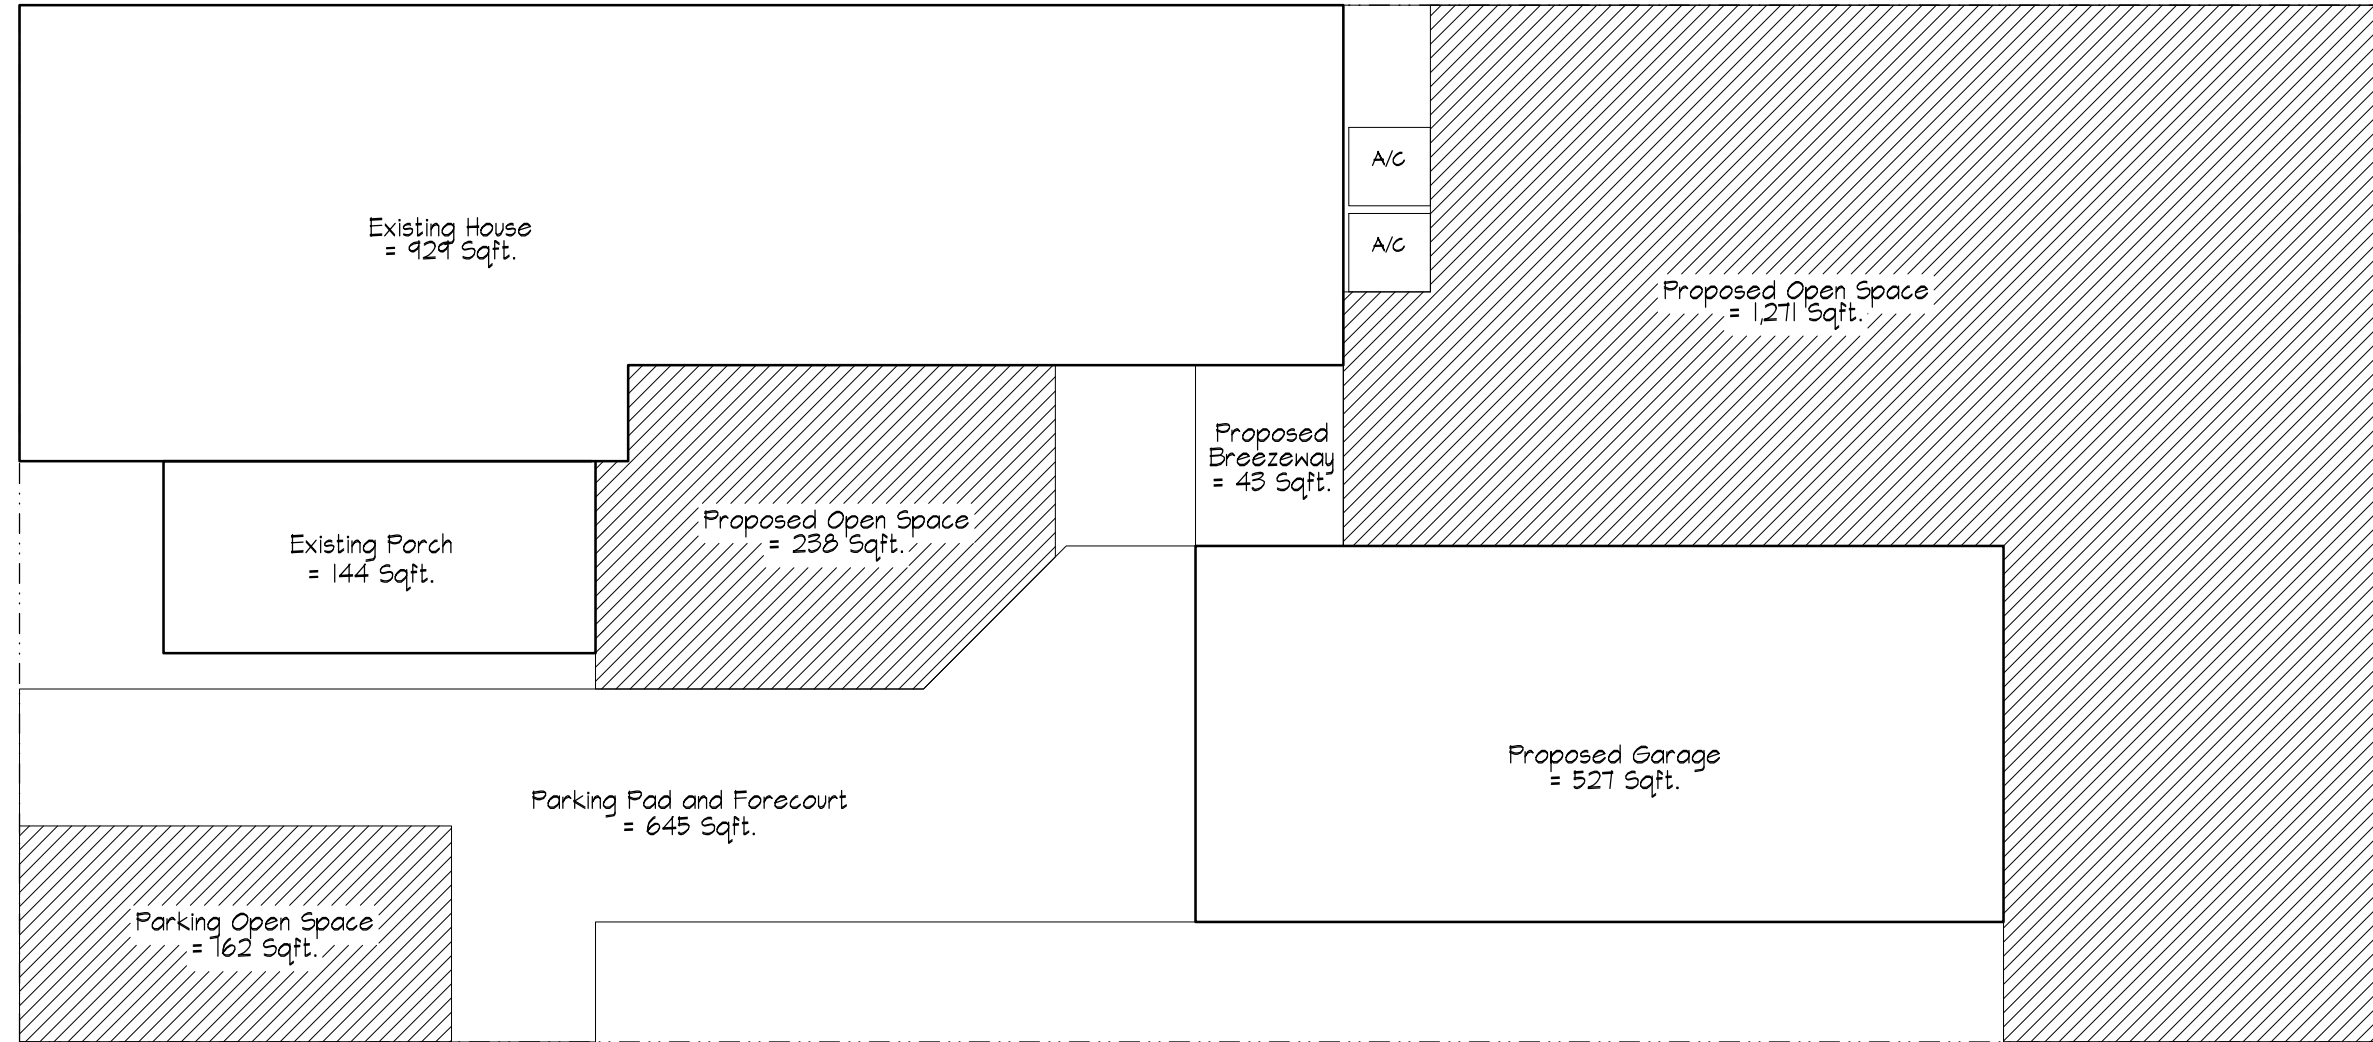 A/C
Existing House
= 929 Sqft.
A/C
Proposed Open Space
= 1,271 Sqft.
Proposed
Breezeway
= 43 Sqft.
Proposed Open Space
= 238 Sqft.
Existing Porch
= 144 Sqft.
Proposed Garage
= 527 Sqft.
Parking Pad and Forecourt
= 645 Sqft.
Parking Open Space
= 162 Sqft.